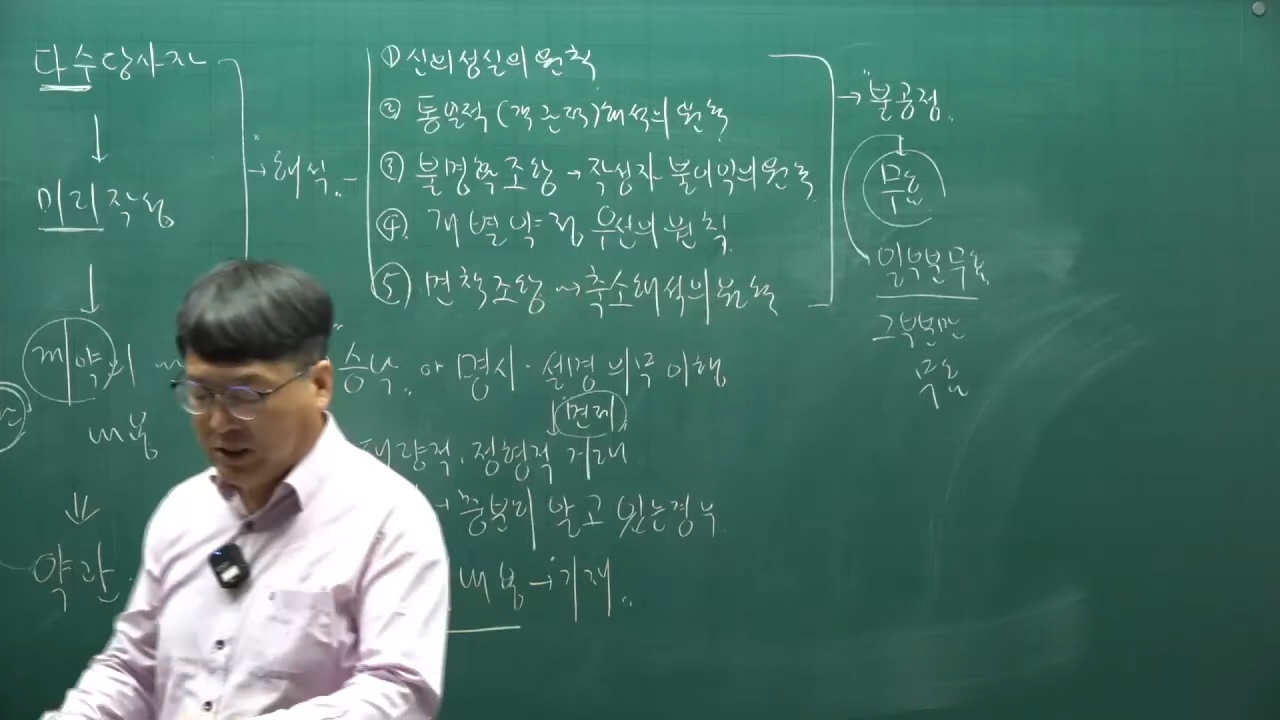 다수당사자
↓
미리 작성
↓
계약의
내용
⇓
약관
→ 해석
① 신의성실의 원칙
② 통일적(객관적)해석의 원칙
③ 불명확조항 → 작성자 불이익의 원칙
④ 개별약정 우선의 원칙
⑤ 면책조항 → 축소해석의 원칙
승낙
명시·설명의무 이행
면제
대량적, 정형적 거래
→ 충분히 알고 있는경우
내용 → 기재
→ 불공정
무효
일부분무효
그부분만
무효